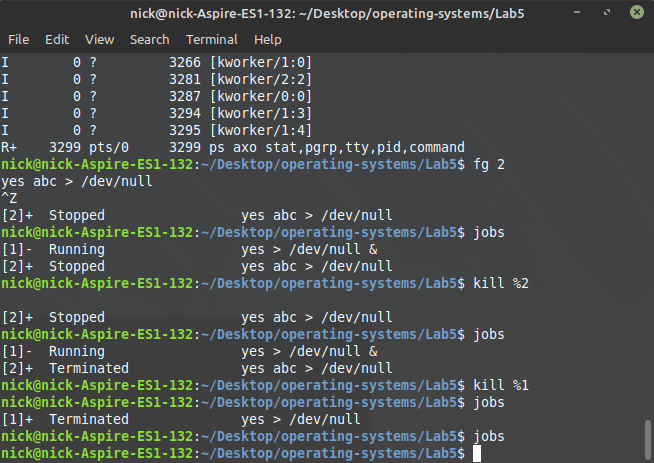 nick@nick-Aspire-ES1-132: ~/Desktop/operating-systems/Lab5
File Edit View Search Terminal Help
I        0 ?         3266 [kworker/1:0]
I        0 ?         3281 [kworker/2:2]
I        0 ?         3287 [kworker/0:0]
I        0 ?         3294 [kworker/1:3]
I        0 ?         3295 [kworker/1:4]
R+    3299 pts/0     3299 ps axo stat,pgrp,tty,pid,command
nick@nick-Aspire-ES1-132:~/Desktop/operating-systems/Lab5$ fg 2
yes abc > /dev/null
^Z
[2]+  Stopped                 yes abc > /dev/null
nick@nick-Aspire-ES1-132:~/Desktop/operating-systems/Lab5$ jobs
[1]-  Running                 yes > /dev/null &
[2]+  Stopped                 yes abc > /dev/null
nick@nick-Aspire-ES1-132:~/Desktop/operating-systems/Lab5$ kill %2
[2]+  Stopped                 yes abc > /dev/null
nick@nick-Aspire-ES1-132:~/Desktop/operating-systems/Lab5$ jobs
[1]-  Running                 yes > /dev/null &
[2]+  Terminated              yes abc > /dev/null
nick@nick-Aspire-ES1-132:~/Desktop/operating-systems/Lab5$ kill %1
nick@nick-Aspire-ES1-132:~/Desktop/operating-systems/Lab5$ jobs
[1]+  Terminated              yes > /dev/null
nick@nick-Aspire-ES1-132:~/Desktop/operating-systems/Lab5$ jobs
nick@nick-Aspire-ES1-132:~/Desktop/operating-systems/Lab5$